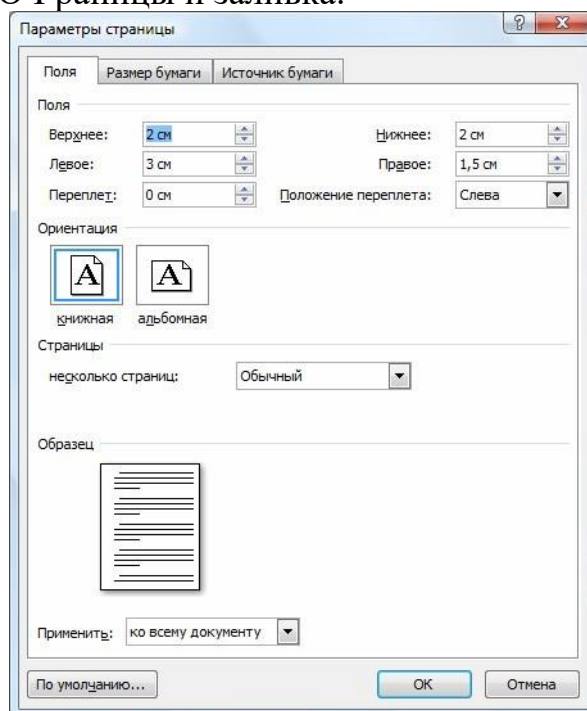 Границы и заливка.
Параметры страницы
Поля Размер бумаги Источник бумаги
Поля
Верхнее: 2 см Нижнее: 2 см
Левое: 3 см Правое: 1,5 см
Переплет: 0 см Положение переплета: Слева
Ориентация
A A
книжная альбомная
Страницы
несколько страниц: Обычный
Образец
Применить: ко всему документу
По умолчанию... ОК Отмена